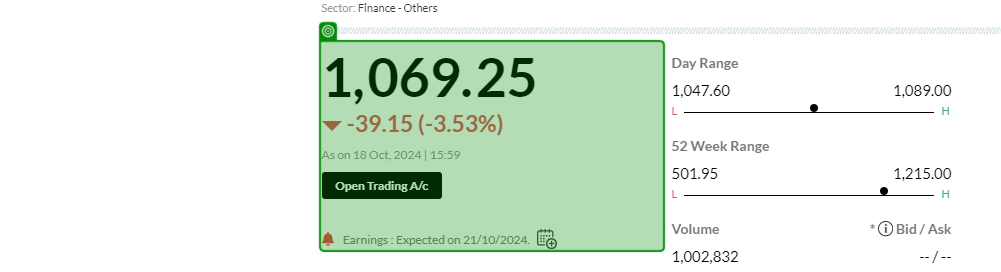 Sector: Finance - Others
1,069.25
-39.15 (-3.53%)
As on 18 Oct, 2024 | 15:59
Open Trading A/c
Earnings : Expected on 21/10/2024.
Day Range
1,047.60 1,089.00
L H
52 Week Range
501.95 1,215.00
L H
Volume * i Bid / Ask
1,002,832 -- / --